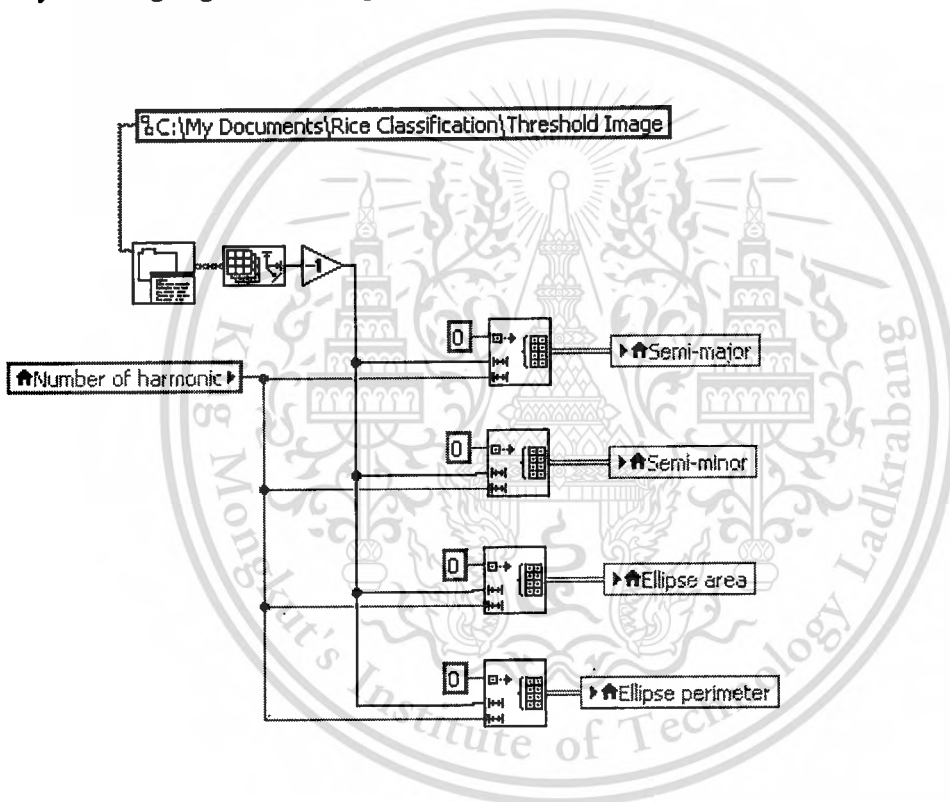 C:\My Documents\Rice Classification\Threshold Image
-1
Number of harmonic
0
Semi-major
0
Semi-minor
0
Ellipse area
0
Ellipse perimeter
King Mongkut's Institute of Technology Ladkrabang